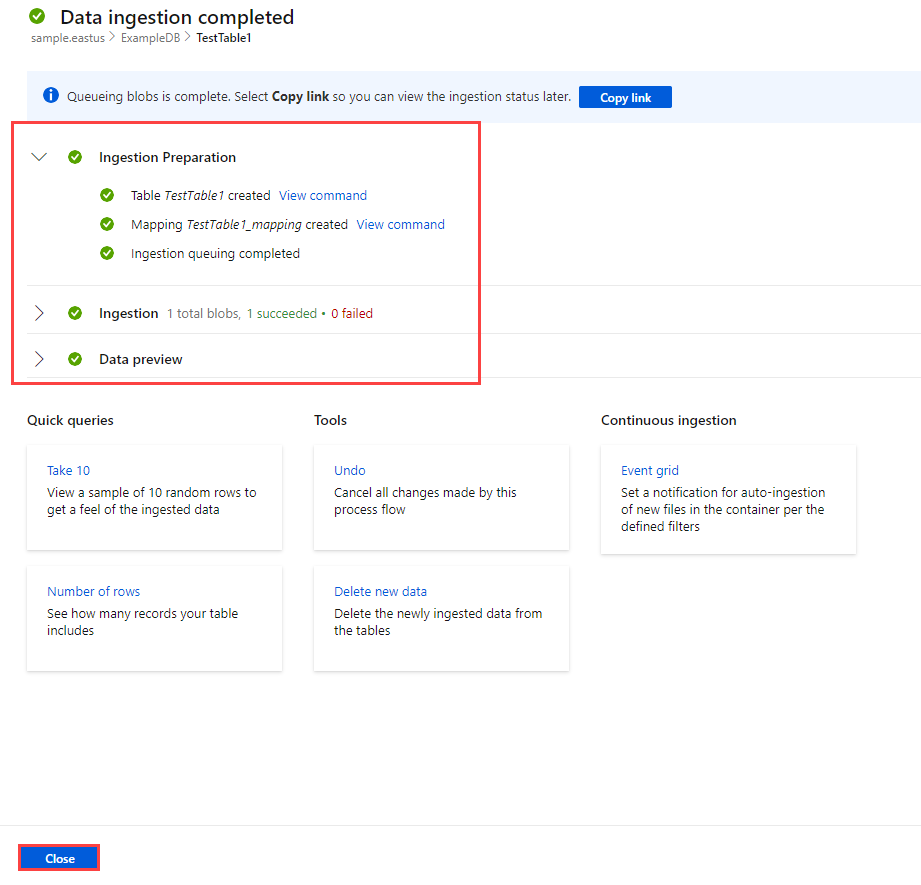 Data ingestion completed
sample.eastus > ExampleDB > TestTable1
Queueing blobs is complete. Select Copy link so you can view the ingestion status later.
Copy link
Ingestion Preparation
Table TestTable1 created View command
Mapping TestTable1_mapping created View command
Ingestion queuing completed
Ingestion 1 total blobs, 1 succeeded • 0 failed
Data preview
Quick queries
Take 10
View a sample of 10 random rows to
get a feel of the ingested data
Number of rows
See how many records your table
includes
Tools
Undo
Cancel all changes made by this
process flow
Delete new data
Delete the newly ingested data from
the tables
Continuous ingestion
Event grid
Set a notification for auto-ingestion
of new files in the container per the
defined filters
Close